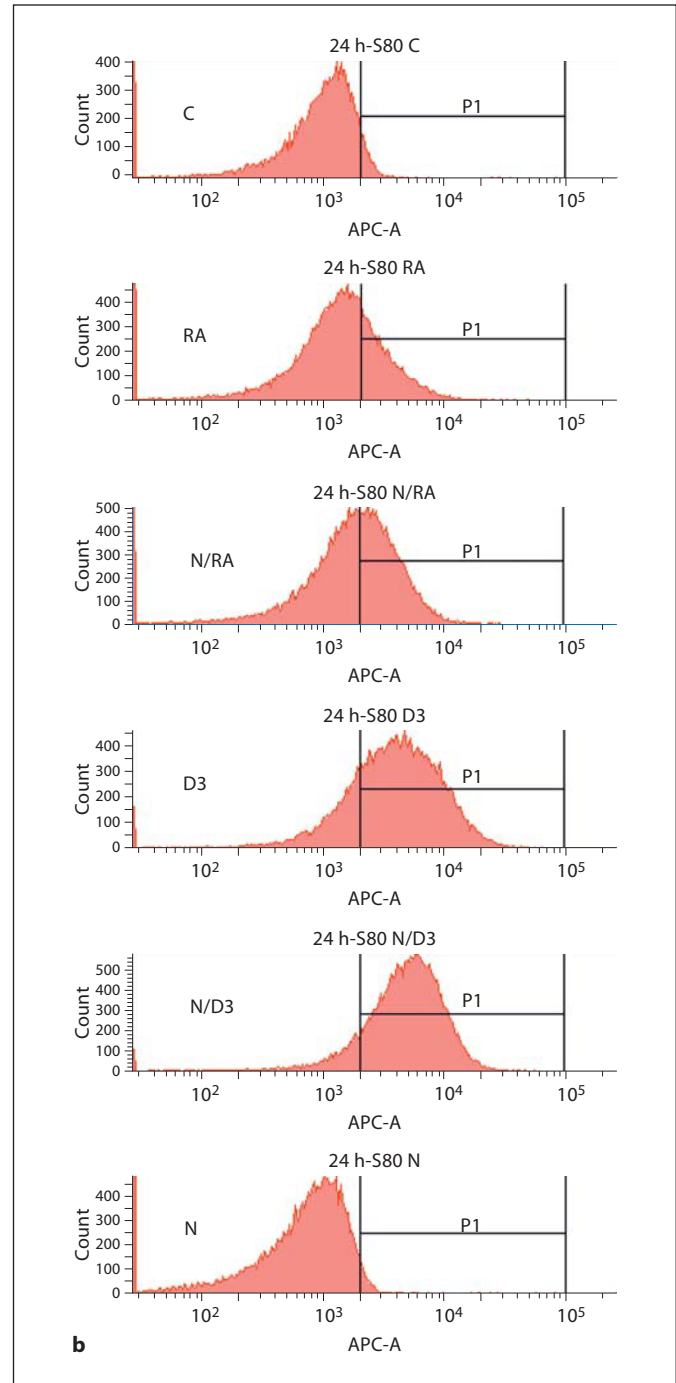 24 h-S80 C
400
300
200
100
0
Count
C
P1
10²
10³
10⁴
10⁵
APC-A
24 h-S80 RA
400
300
200
100
0
Count
RA
P1
10²
10³
10⁴
10⁵
APC-A
24 h-S80 N/RA
500
400
300
200
100
0
Count
N/RA
P1
10²
10³
10⁴
10⁵
APC-A
24 h-S80 D3
400
300
200
100
0
Count
D3
P1
10²
10³
10⁴
10⁵
APC-A
24 h-S80 N/D3
500
400
300
200
100
0
Count
N/D3
P1
10²
10³
10⁴
10⁵
APC-A
24 h-S80 N
400
300
200
100
0
Count
N
P1
10²
10³
10⁴
10⁵
APC-A
b